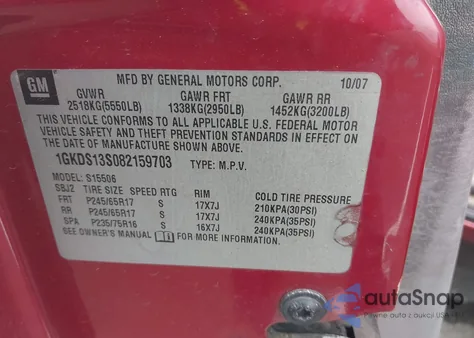 GM
MFD BY GENERAL MOTORS CORP. 10/07
GVWR GAWR FRT GAWR RR
2518KG(5550LB) 1338KG(2950LB) 1452KG(3200LB)
THIS VEHICLE CONFORMS TO ALL APPLICABLE U.S. FEDERAL MOTOR
VEHICLE SAFETY AND THEFT PREVENTION STANDARDS IN EFFECT ON
THE DATE OF MANUFACTURE SHOWN ABOVE.
1GKDS13S082159703 TYPE: M.P.V.
MODEL: S15506
SBJ2 TIRE SIZE SPEED RTG RIM COLD TIRE PRESSURE
FRT P245/65R17 S 17X7J 210KPA(30PSI)
RR P245/65R17 S 17X7J 240KPA(35PSI)
SPA P235/75R16 S 16X7J 240KPA(35PSI)
SEE OWNER'S MANUAL FOR MORE INFORMATION
autoSnap
Price a car | Auction.USA